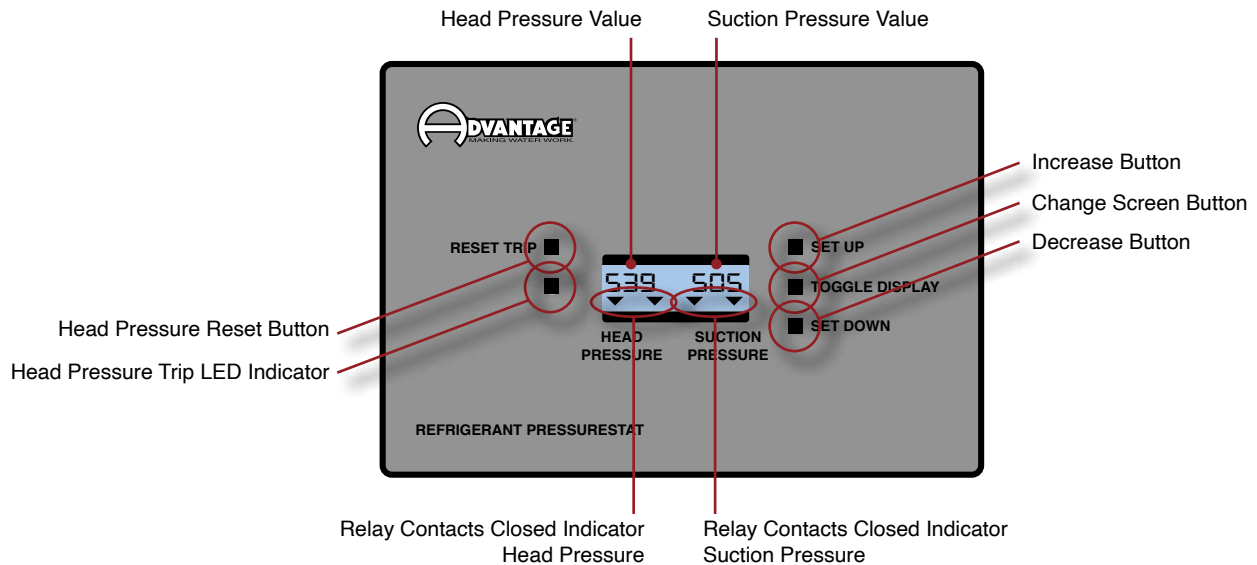 Head Pressure Value
Suction Pressure Value
ADVANTAGE
MAKING WATER WORK
Increase Button
Change Screen Button
Decrease Button
RESET TRIP
SET UP
539 505
TOGGLE DISPLAY
SET DOWN
Head Pressure Reset Button
Head Pressure Trip LED Indicator
HEAD
PRESSURE
SUCTION
PRESSURE
REFRIGERANT PRESSURESTAT
Relay Contacts Closed Indicator
Head Pressure
Relay Contacts Closed Indicator
Suction Pressure